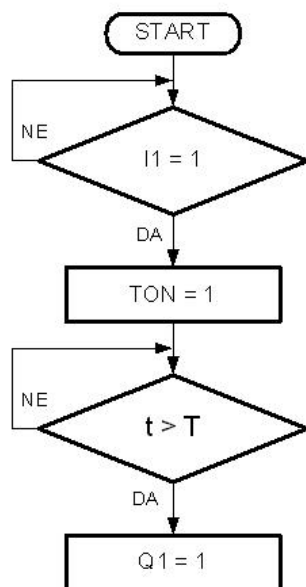 START
NE
I1 = 1
DA
TON = 1
NE
t > T
DA
Q1 = 1